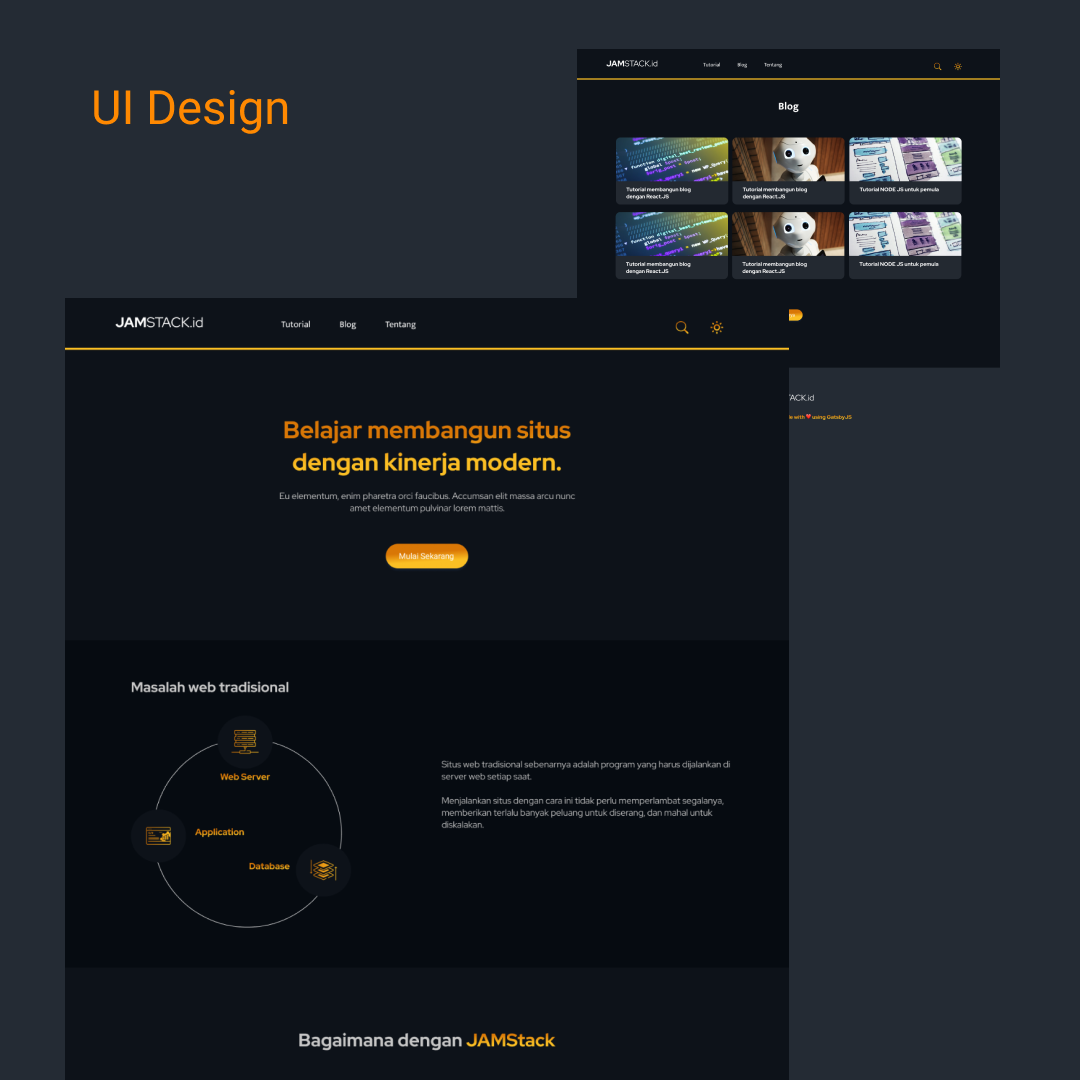 UI Design
JAMSTACK.id
Tutorial
Blog
Tentang
Blog
Tutorial membangun blog
dengan React.JS
Tutorial membangun blog
dengan React.JS
Tutorial NODE JS untuk pemula
Tutorial membangun blog
dengan React.JS
Tutorial membangun blog
dengan React.JS
Tutorial NODE JS untuk pemula
ACK.id
with ❤ using GatsbyJS
JAMSTACK.id
Tutorial
Blog
Tentang
Belajar membangun situs
dengan kinerja modern.
Eu elementum, enim pharetra orci faucibus. Accumsan elit massa arcu nunc
amet elementum pulvinar lorem mattis.
Mulai Sekarang
Masalah web tradisional
Web Server
Application
Database
Situs web tradisional sebenarnya adalah program yang harus dijalankan di
server web setiap saat.
Menjalankan situs dengan cara ini tidak perlu memperlambat segalanya,
memberikan terlalu banyak peluang untuk diserang, dan mahal untuk
diskalakan.
Bagaimana dengan JAMStack